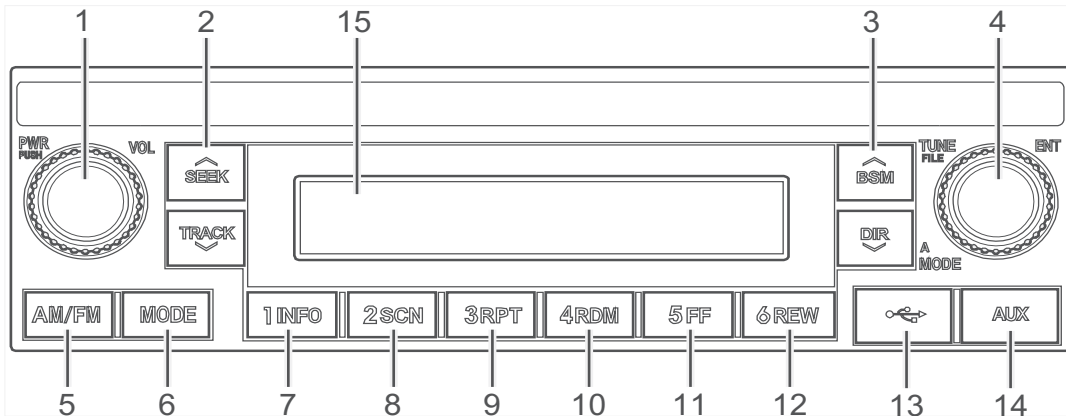 1 2 15 3 4
PWR
PUSH
VOL
SEEK
TRACK
BSM
DIR
TUNE
FILE
ENT
A
MODE
AM/FM MODE 1 INFO 2 SCN 3 RPT 4 RDM 5 FF 6 REW AUX
5 6 7 8 9 10 11 12 13 14